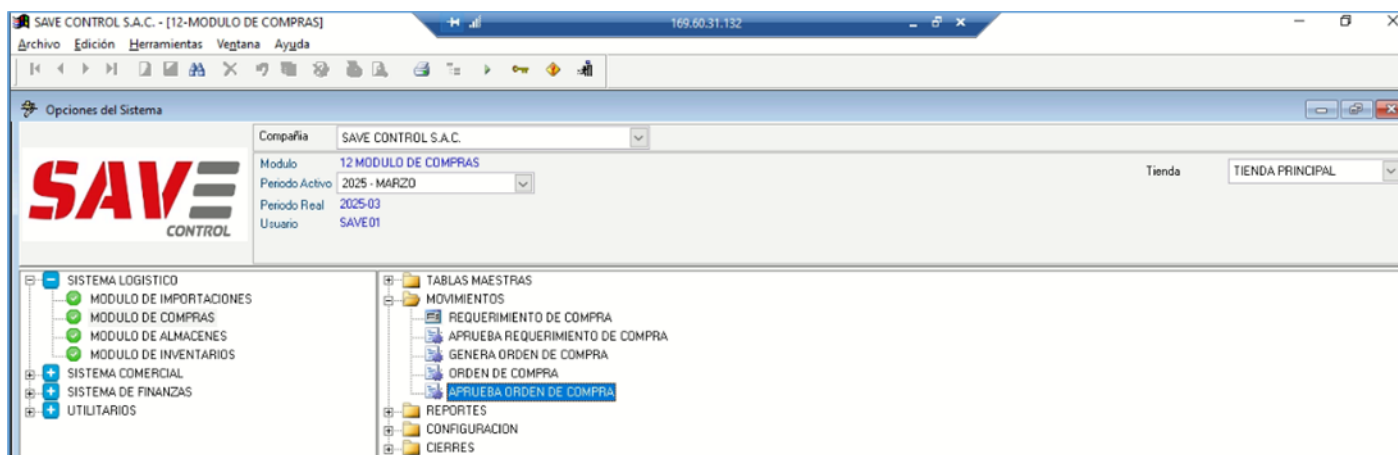 SAVE CONTROL S.A.C. - [12-MODULO DE COMPRAS]
169.60.31.132
Archivo Edición Herramientas Ventana Ayuda
Opciones del Sistema
SAVE
CONTROL
Compañia SAVE CONTROL S.A.C.
Modulo 12 MODULO DE COMPRAS
Tienda TIENDA PRINCIPAL
Periodo Activo 2025 - MARZO
Periodo Real 2025-03
Usuario SAVE01
SISTEMA LOGISTICO
MODULO DE IMPORTACIONES
MODULO DE COMPRAS
MODULO DE ALMACENES
MODULO DE INVENTARIOS
SISTEMA COMERCIAL
SISTEMA DE FINANZAS
UTILITARIOS
TABLAS MAESTRAS
MOVIMIENTOS
REQUERIMIENTO DE COMPRA
APRUEBA REQUERIMIENTO DE COMPRA
GENERA ORDEN DE COMPRA
ORDEN DE COMPRA
APRUEBA ORDEN DE COMPRA
REPORTES
CONFIGURACION
CIERRES